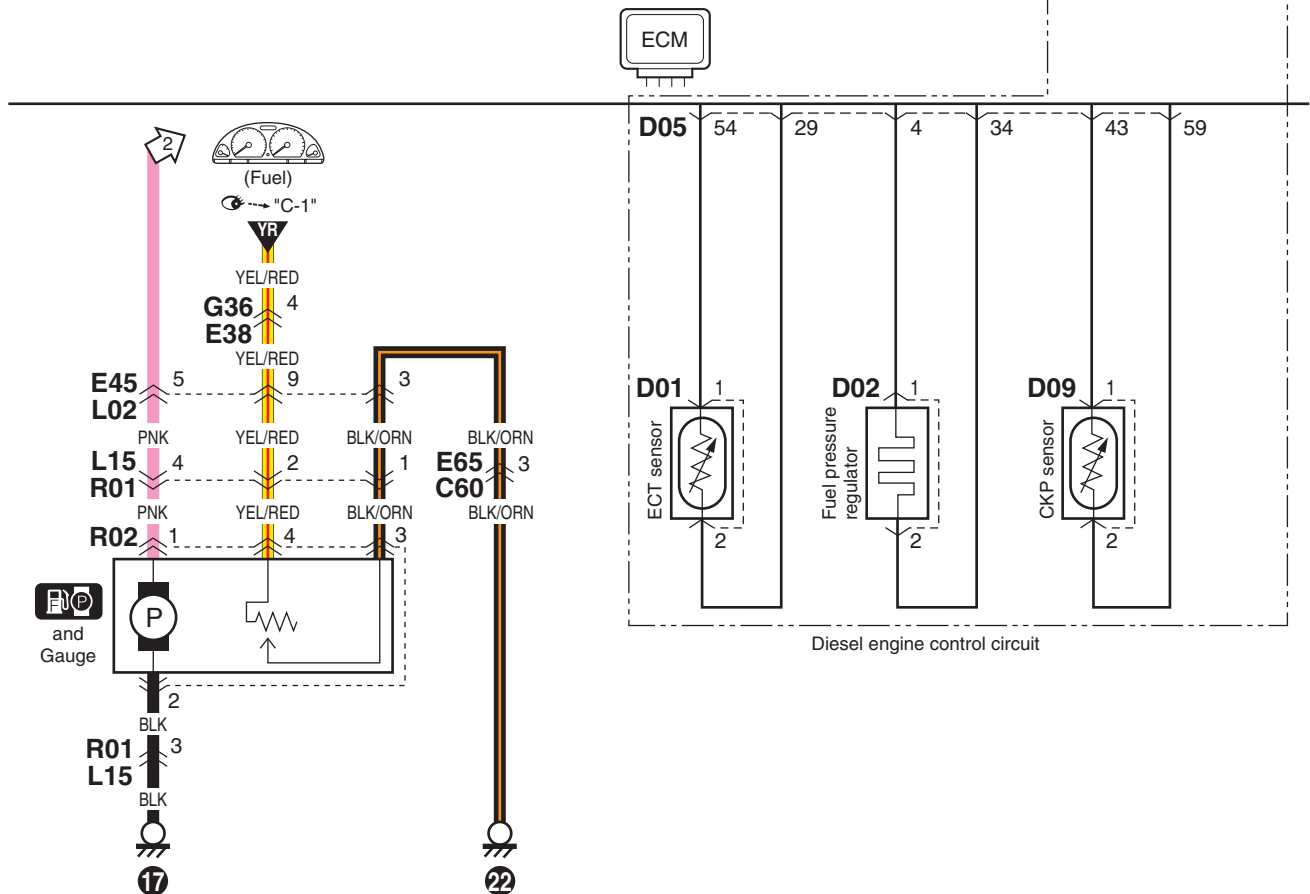 ECM
D05 54 29 4 34 43 59
2
(Fuel)
"C-1"
YR
YEL/RED
G36 4
E38
YEL/RED
E45 5 9 3
L02
PNK YEL/RED BLK/ORN BLK/ORN
L15 4 2 1
R01
E65 3
C60
PNK YEL/RED BLK/ORN BLK/ORN
R02 1 4 3
P
P
and
Gauge
2
BLK
R01 3
L15
BLK
17
22
D01 1
ECT sensor
2
D02 1
Fuel pressure
regulator
2
D09 1
CKP sensor
2
Diesel engine control circuit